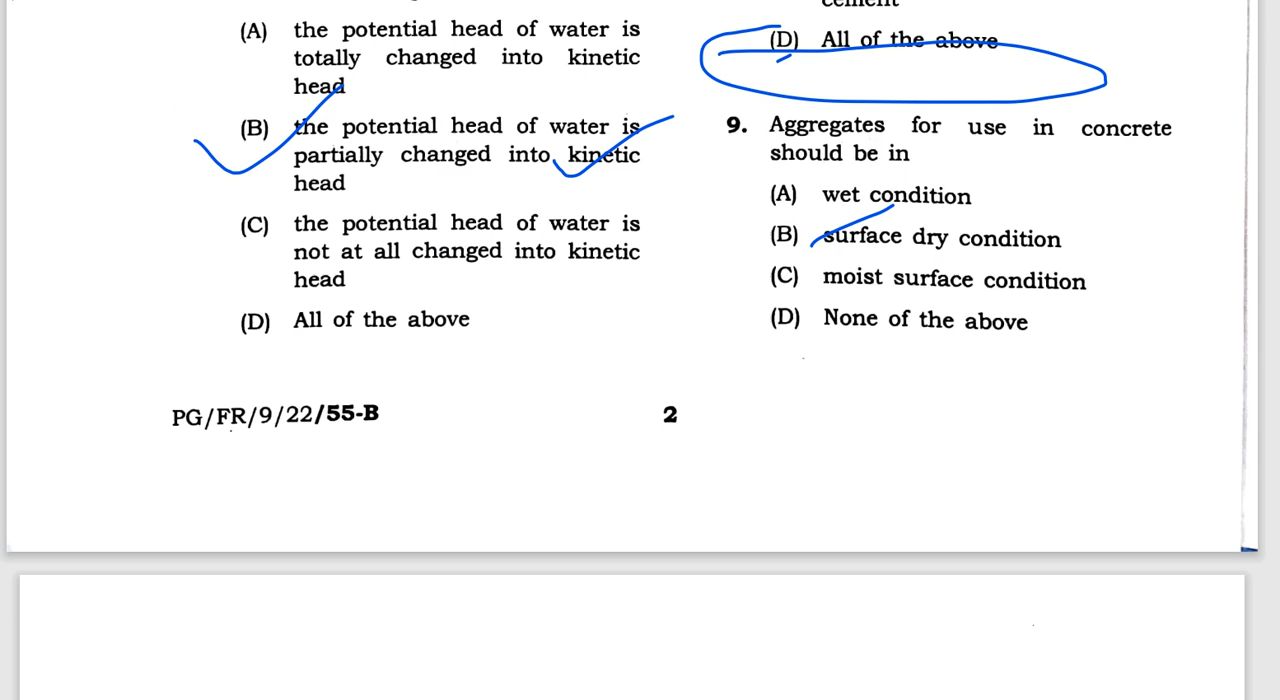 (A) the potential head of water is
totally changed into kinetic
head
(B) the potential head of water is
partially changed into kinetic
head
(C) the potential head of water is
not at all changed into kinetic
head
(D) All of the above
cement
(D) All of the above
9. Aggregates for use in concrete
should be in
(A) wet condition
(B) surface dry condition
(C) moist surface condition
(D) None of the above
PG/FR/9/22/55-B
2